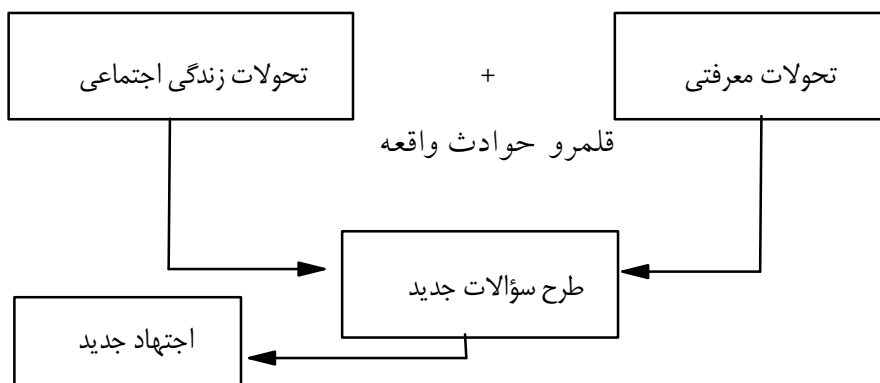 تحولات معرفتی
+
تحولات زندگی اجتماعی
قلمرو حوادث واقعه
طرح سؤالات جدید
اجتهاد جدید